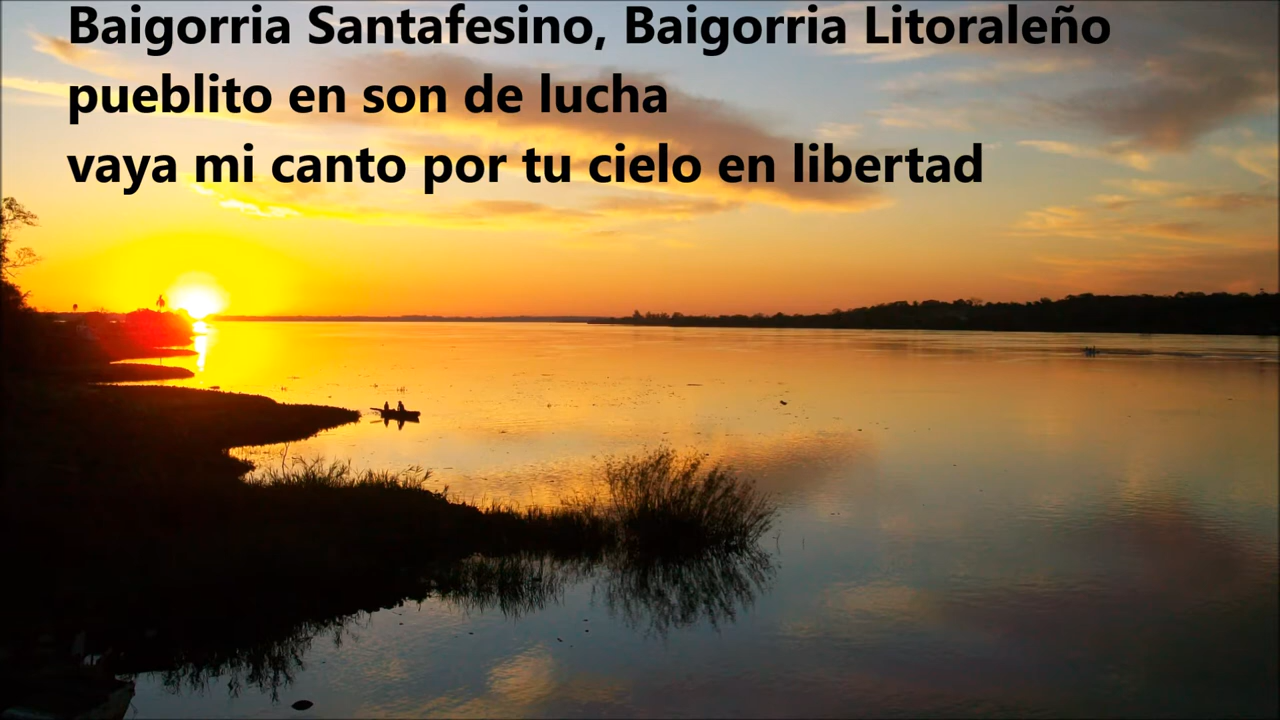 Baigorria Santafesino, Baigorria Litoraleño
pueblito en son de lucha
vaya mi canto por tu cielo en libertad